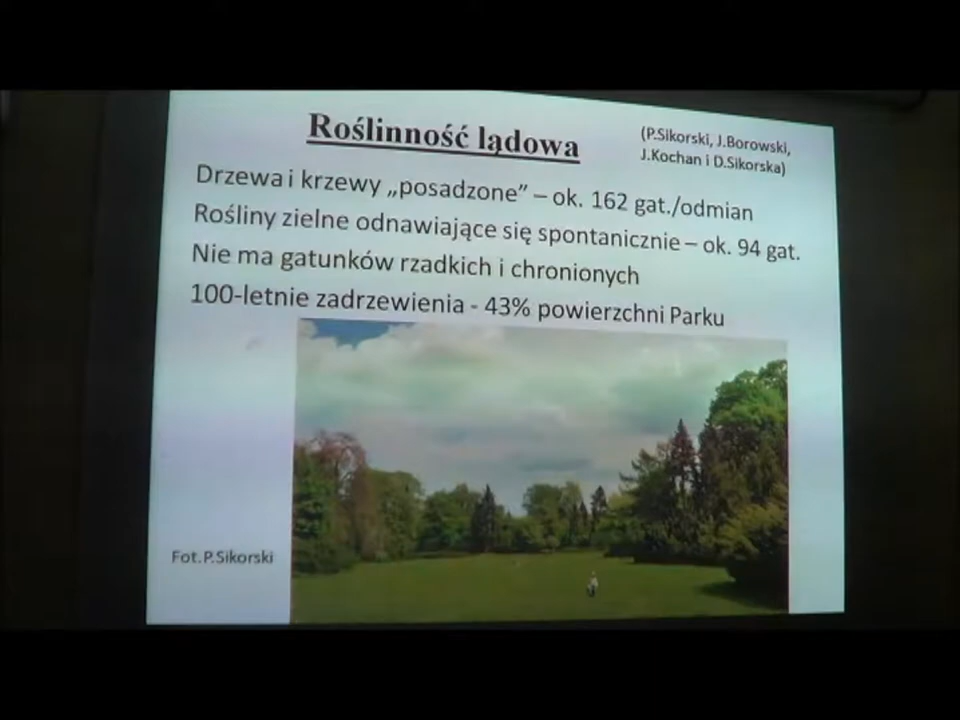 Roślinność lądowa
(P.Sikorski, J.Borowski,
J.Kochan i D.Sikorska)
Drzewa i krzewy „posadzone” – ok. 162 gat./odmian
Rośliny zielne odnawiające się spontanicznie – ok. 94 gat.
Nie ma gatunków rzadkich i chronionych
100-letnie zadrzewienia - 43% powierzchni Parku
Fot. P.Sikorski